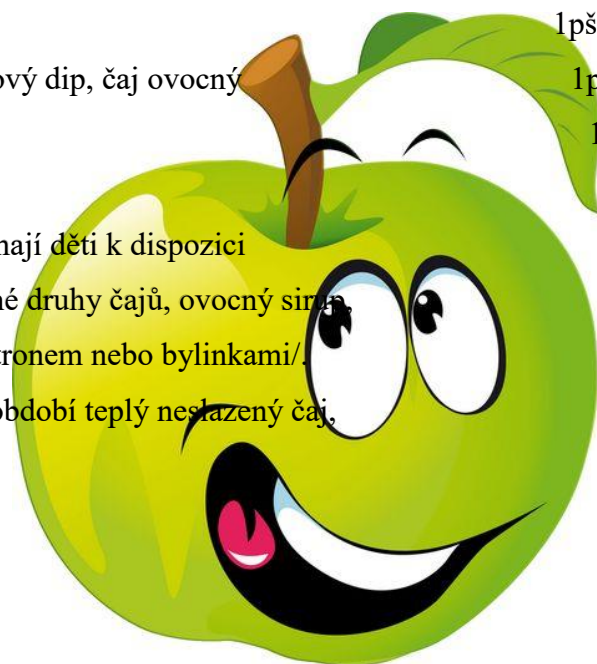 1pš
ový dip, čaj ovocný 1p
1
mají děti k dispozici
né druhy čajů, ovocný sirup,
tronem nebo bylinkami/.
období teplý neslazený čaj,